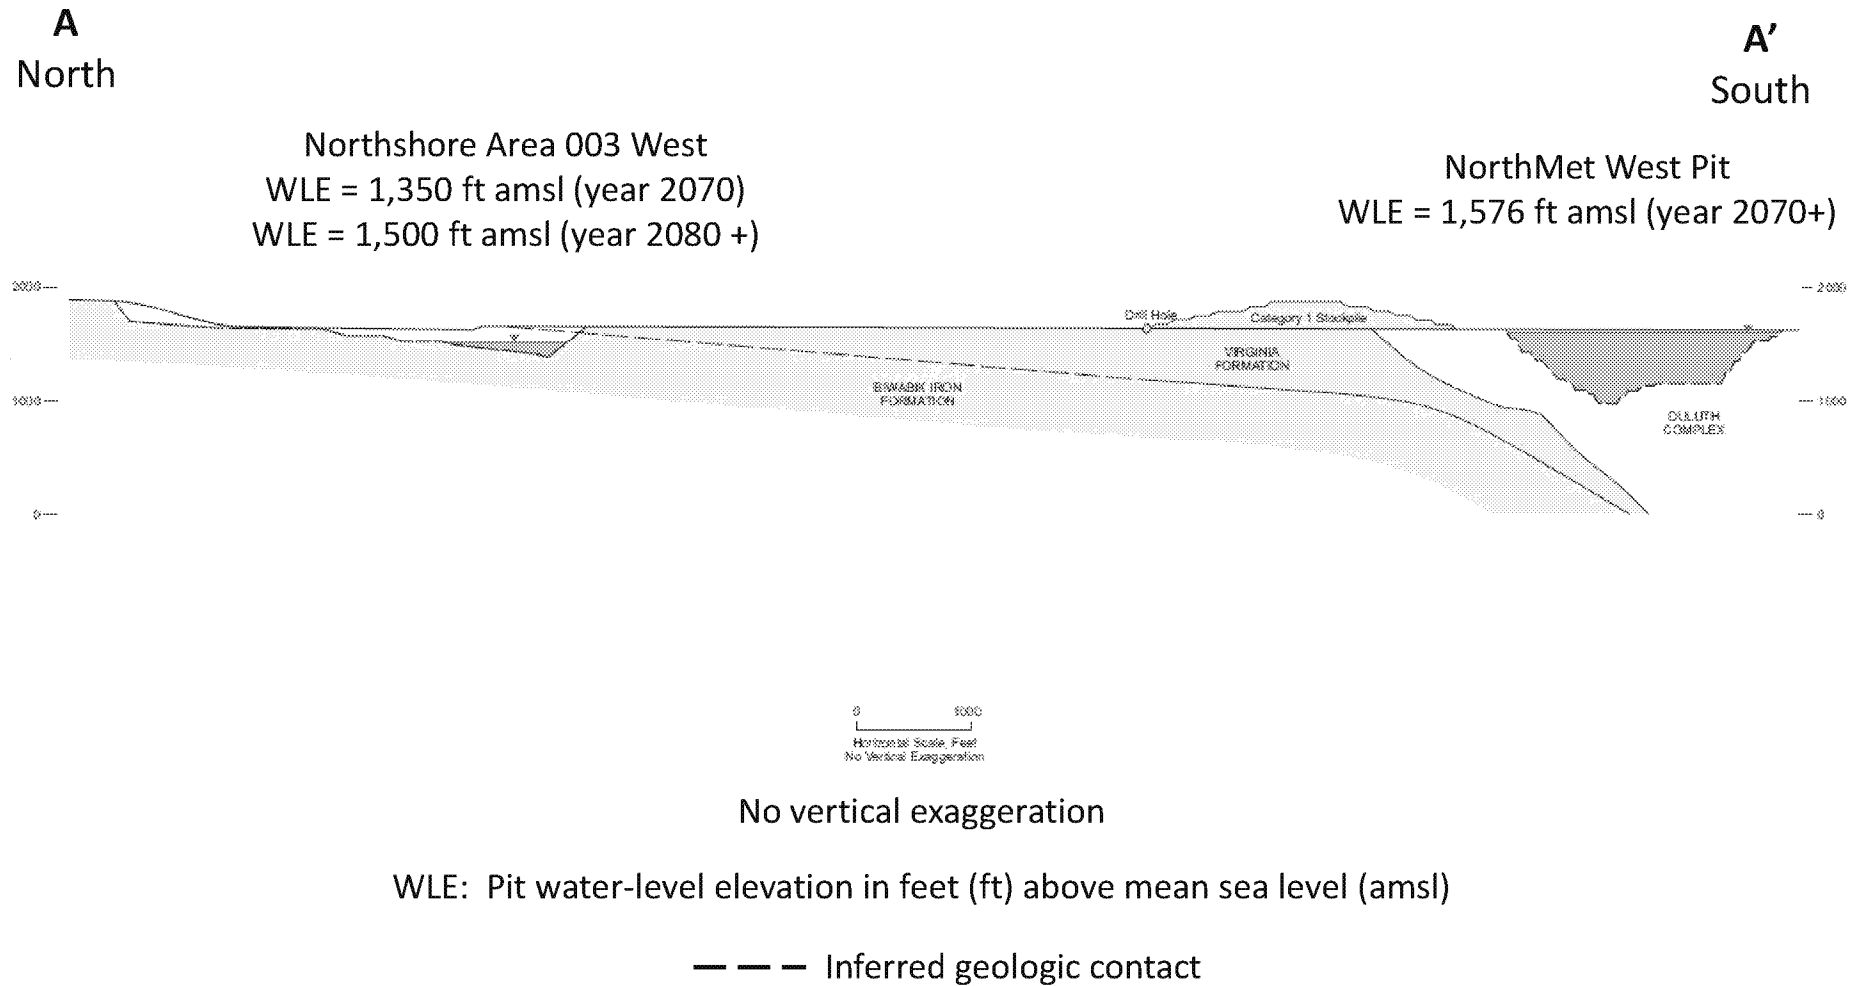 A
North
A’
South
Northshore Area 003 West
WLE = 1,350 ft amsl (year 2070)
WLE = 1,500 ft amsl (year 2080 +)
NorthMet West Pit
WLE = 1,576 ft amsl (year 2070+)
2000
2000
Drill Hole
Category 1 Stockpile
VIRGINIA
FORMATION
BIWABIK IRON
FORMATION
1000
1000
DULUTH
COMPLEX
0
0
0 1000
Horizontal Scale, Feet
No Vertical Exaggeration
No vertical exaggeration
WLE: Pit water-level elevation in feet (ft) above mean sea level (amsl)
Inferred geologic contact